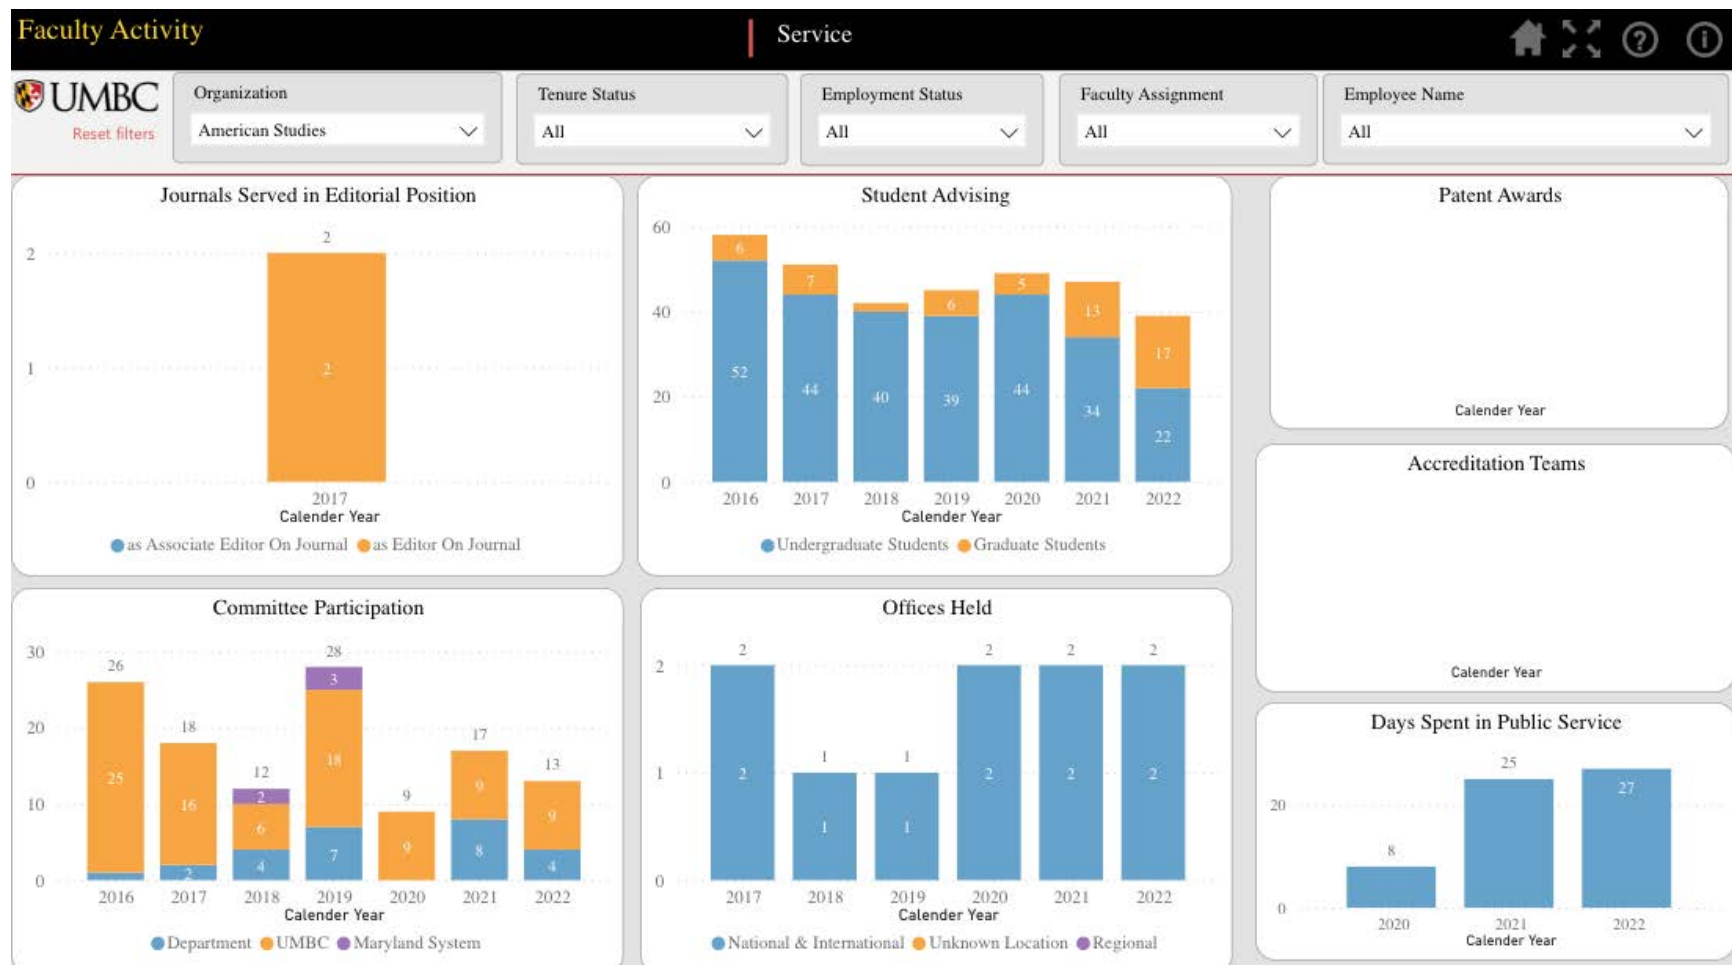 Faculty Activity
Service
UMBC
Reset filters
Organization
American Studies
Tenure Status
All
Employment Status
All
Faculty Assignment
All
Employee Name
All
Journals Served in Editorial Position
2
2
1
2
0
2017
Calender Year
as Associate Editor On Journal as Editor On Journal
Student Advising
60
40
20
0
6 7 6 5 13 17
52 44 40 39 44 34 22
2016 2017 2018 2019 2020 2021 2022
Calender Year
Undergraduate Students Graduate Students
Patent Awards
Calender Year
Accreditation Teams
Calender Year
Committee Participation
30
20
10
0
26 18 12 28 9 17 13
3
2
25 16 6 18 9 9 9
2 4 7 8 4
2016 2017 2018 2019 2020 2021 2022
Calender Year
Department UMBC Maryland System
Offices Held
2
1
0
2 1 1 2 2 2
2 1 1 2 2 2
2017 2018 2019 2020 2021 2022
Calender Year
National & International Unknown Location Regional
Days Spent in Public Service
20
0
8 25 27
2020 2021 2022
Calender Year